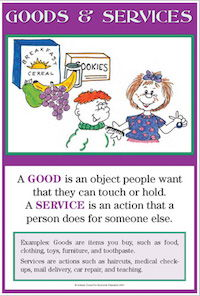 GOODS & SERVICES
BREAKFAST
CEREAL
COOKIES
A GOOD is an object people want
that they can touch or hold.
A SERVICE is an action that a
person does for someone else.
Examples: Goods are items you buy, such as food,
clothing, toys, furniture, and toothpaste.
Services are actions such as haircuts, medical check-
ups, mail delivery, car repair, and teaching.